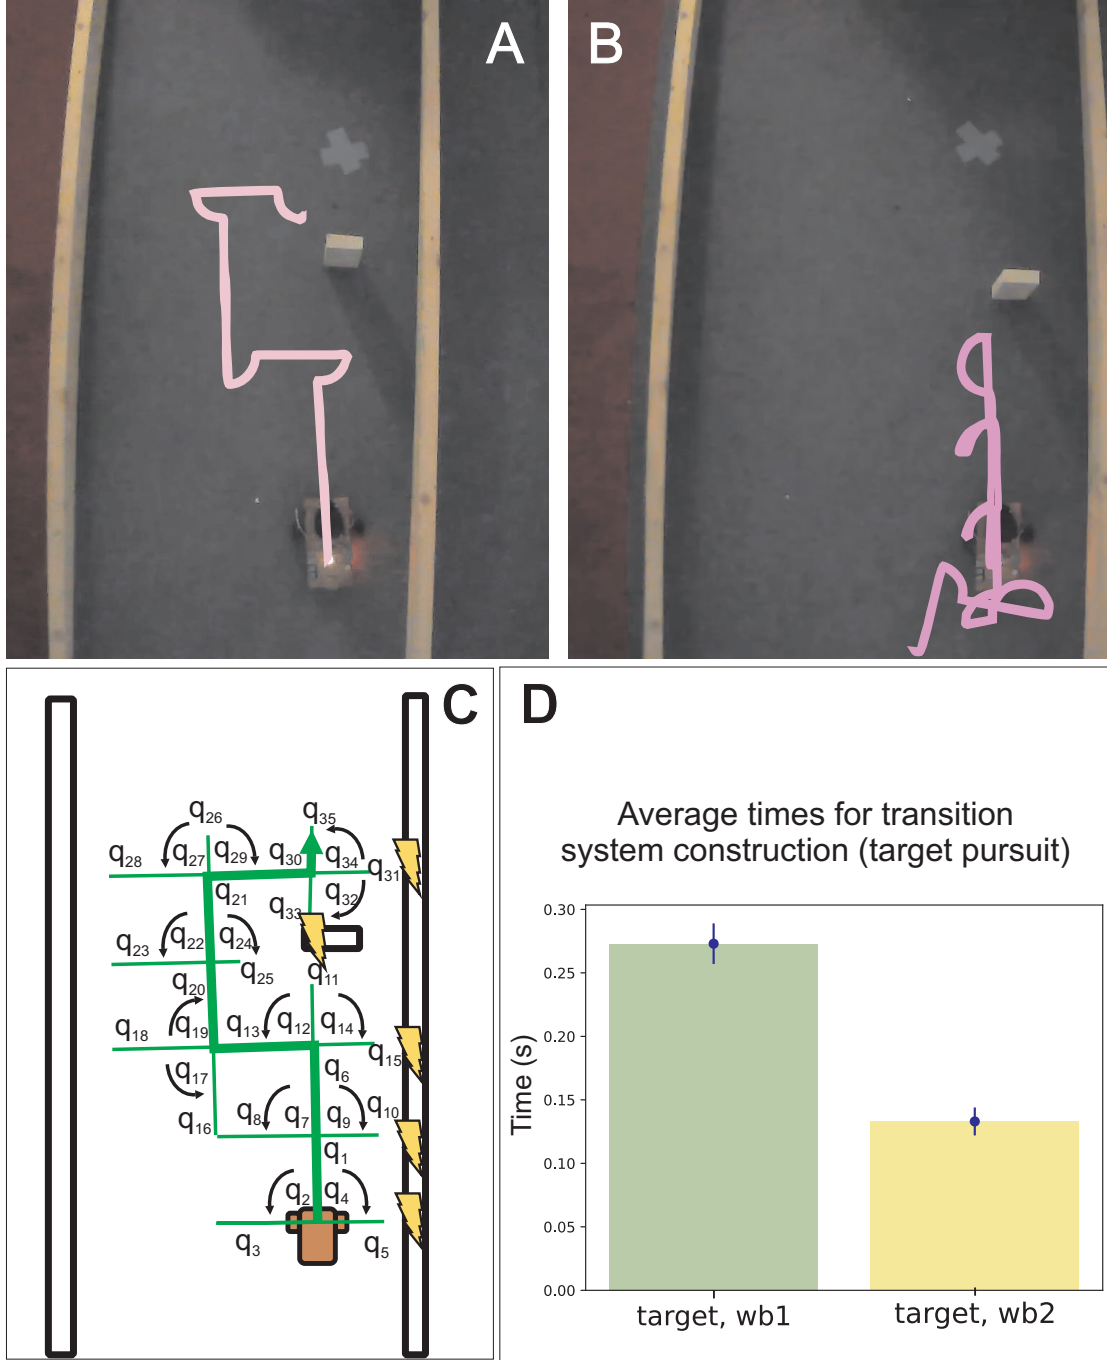 A
B
C
q26
q35
q28
q27
q29
q30
q34
q31
q21
q32
q33
q23
q22
q24
q25
q11
q20
q18
q19
q13
q12
q14
q15
q17
q6
q16
q8
q7
q9
q10
q1
q2
q4
q3
q5
D
Average times for transition
system construction (target pursuit)
Time (s)
0.30
0.25
0.20
0.15
0.10
0.05
0.00
target, wb1
target, wb2